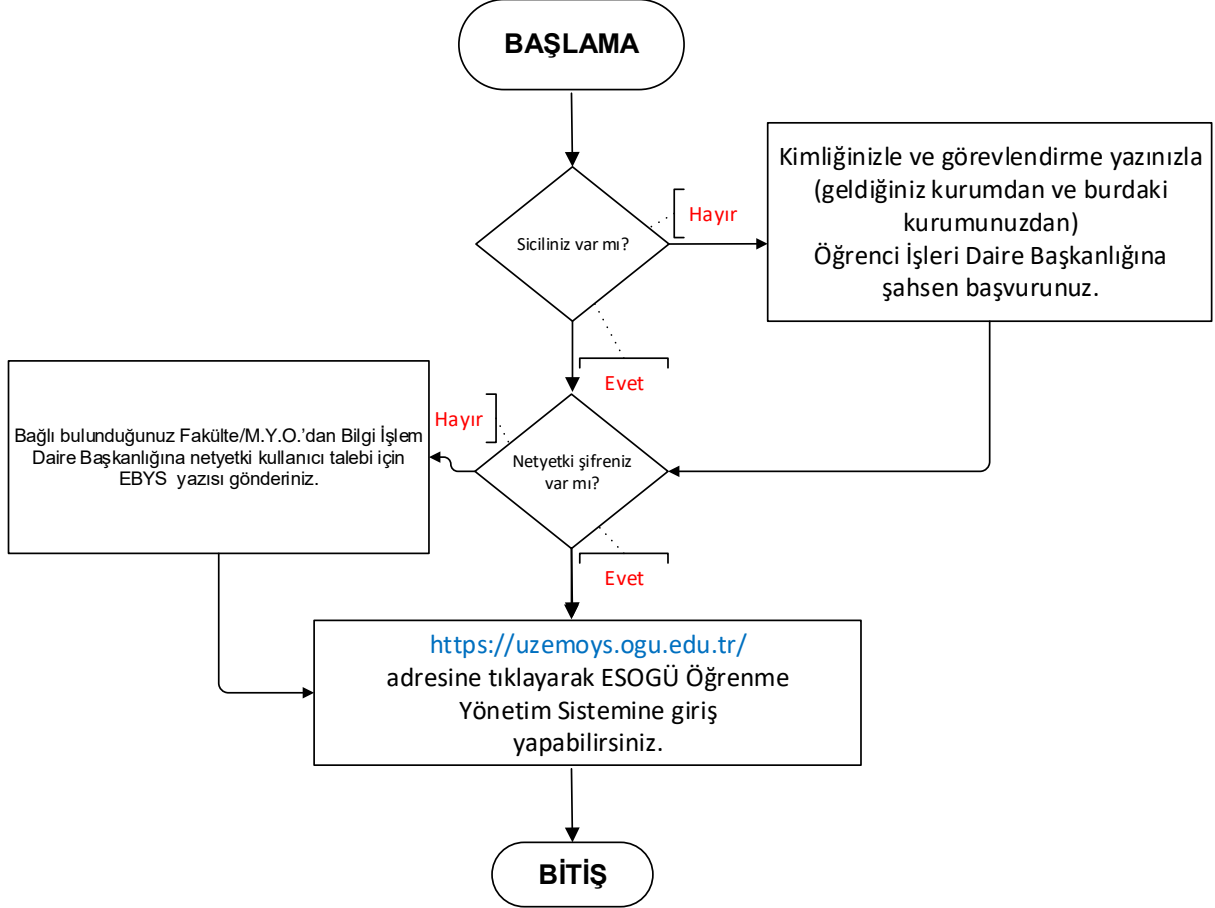 BAŞLAMA
Siciliniz var mı?
Hayır
Kimliğinizle ve görevlendirme yazınızla
(geldiğiniz kurumdan ve burdaki
kurumunuzdan)
Öğrenci İşleri Daire Başkanlığına
şahsen başvurunuz.
Evet
Netyetki şifreniz
var mı?
Hayır
Bağlı bulunduğunuz Fakülte/M.Y.O.’dan Bilgi İşlem
Daire Başkanlığına netyetki kullanıcı talebi için
EBYS yazısı gönderiniz.
Evet
https://uzemoys.ogu.edu.tr/
adresine tıklayarak ESOGÜ Öğrenme
Yönetim Sistemine giriş
yapabilirsiniz.
BİTİŞ